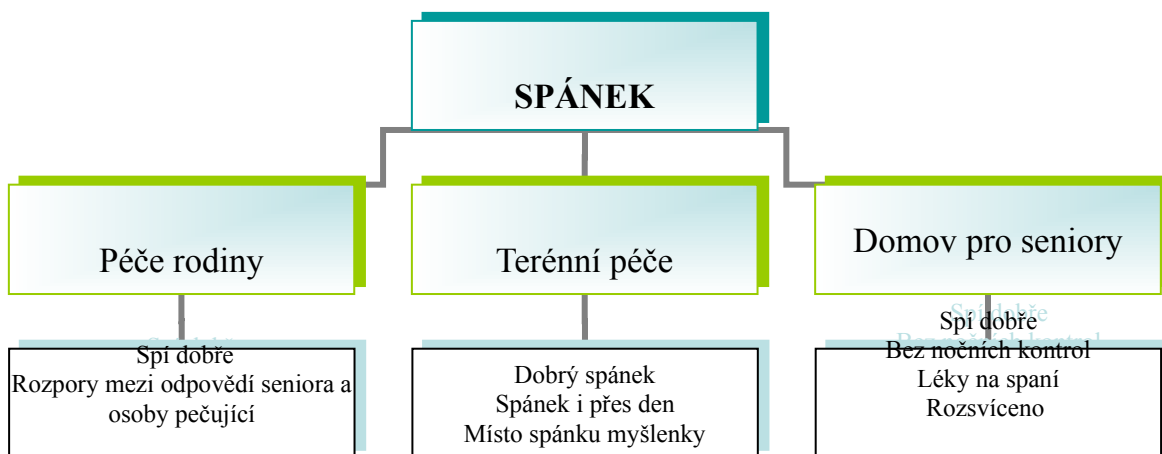 SPÁNEK
Péče rodiny
Terénní péče
Domov pro seniory
Spí dobře
Rozpory mezi odpovědí seniora a
osoby pečující
Dobrý spánek
Spánek i přes den
Místo spánku myšlenky
Spí dobře
Bez nočních kontrol
Léky na spaní
Rozsvíceno